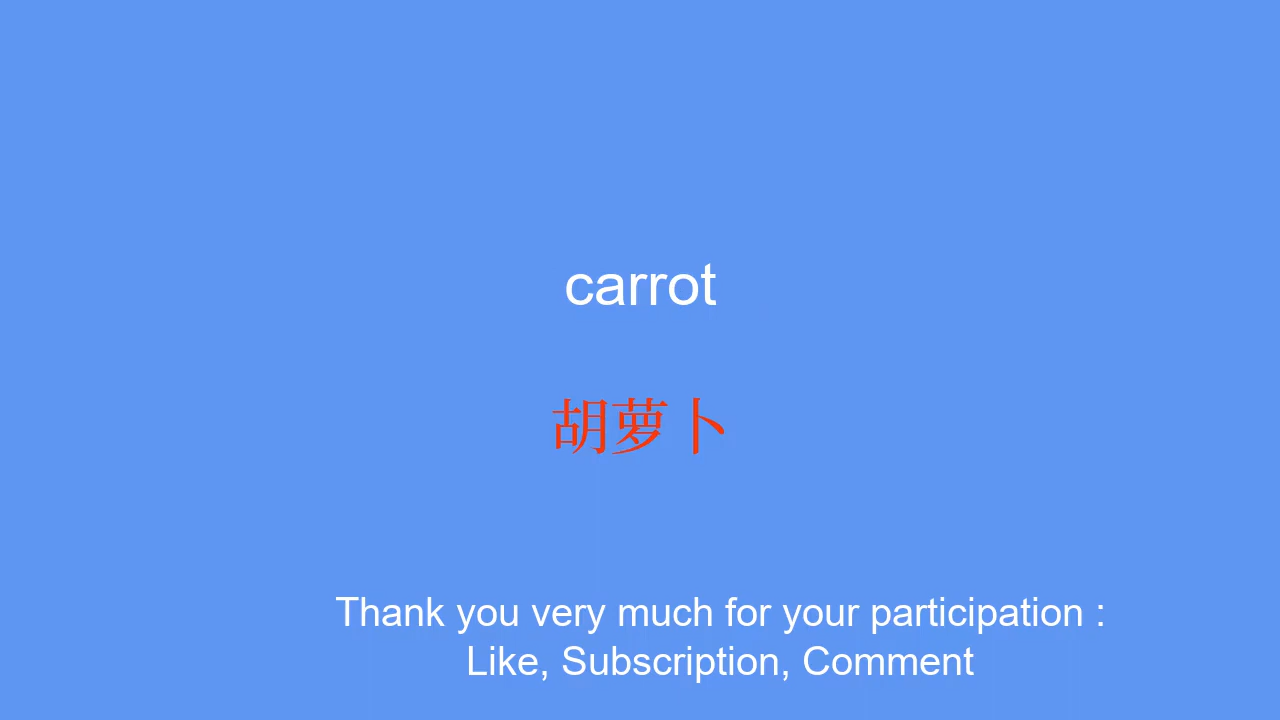 carrot
胡萝卜
Thank you very much for your participation :
Like, Subscription, Comment